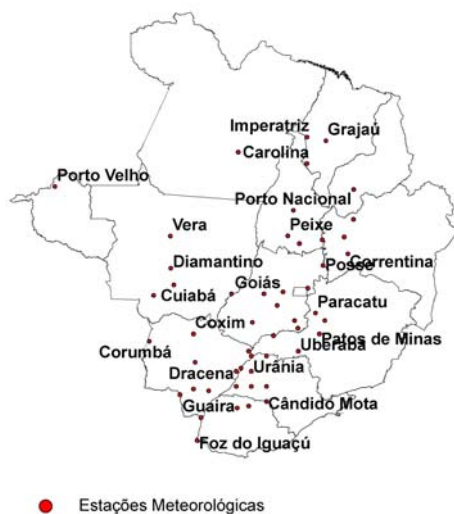 Imperatriz
Grajaú
Carolina
Porto Velho
Porto Nacional
Vera
Peixe
Diamantino
Posse
Correntina
Goiás
Cuiabá
Paracatu
Coxim
Patos de Minas
Corumbá
Uberaba
Dracena
Urânia
Guaira
Cândido Mota
Foz do Iguaçú
Estações Meteorológicas